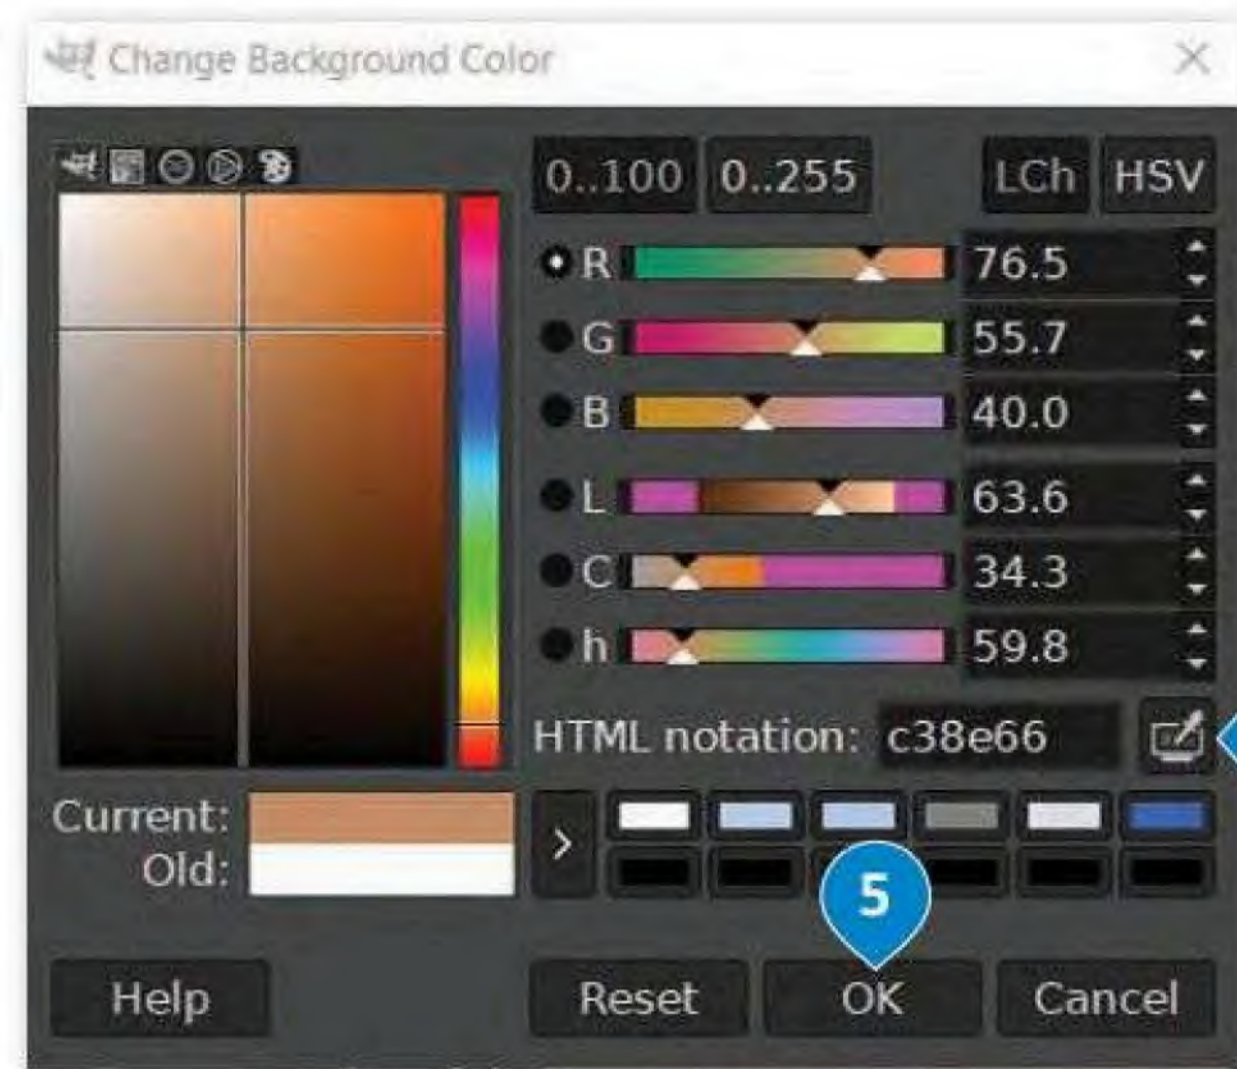 Change Background Color
0..100 0..255 LCh HSV
R 76.5
G 55.7
B 40.0
L 63.6
C 34.3
h 59.8
HTML notation: c38e66
Current:
Old:
>
5
Help Reset OK Cancel